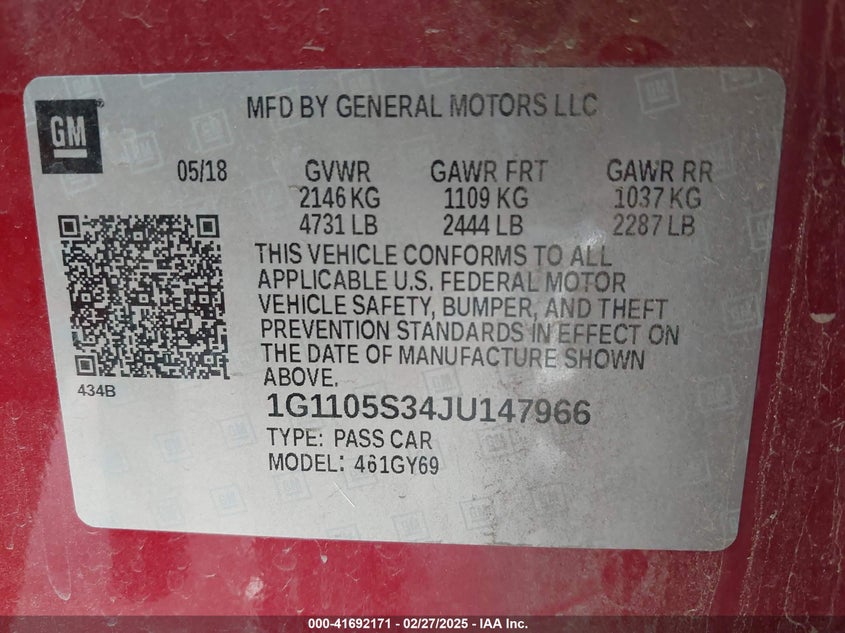 GM
MFD BY GENERAL MOTORS LLC
05/18 GVWR GAWR FRT GAWR RR
2146 KG 1109 KG 1037 KG
4731 LB 2444 LB 2287 LB
THIS VEHICLE CONFORMS TO ALL
APPLICABLE U.S. FEDERAL MOTOR
VEHICLE SAFETY, BUMPER, AND THEFT
PREVENTION STANDARDS IN EFFECT ON
THE DATE OF MANUFACTURE SHOWN
ABOVE.
434B
1G1105S34JU147966
TYPE: PASS CAR
MODEL: 461GY69
000-41692171 - 02/27/2025 - IAA Inc.